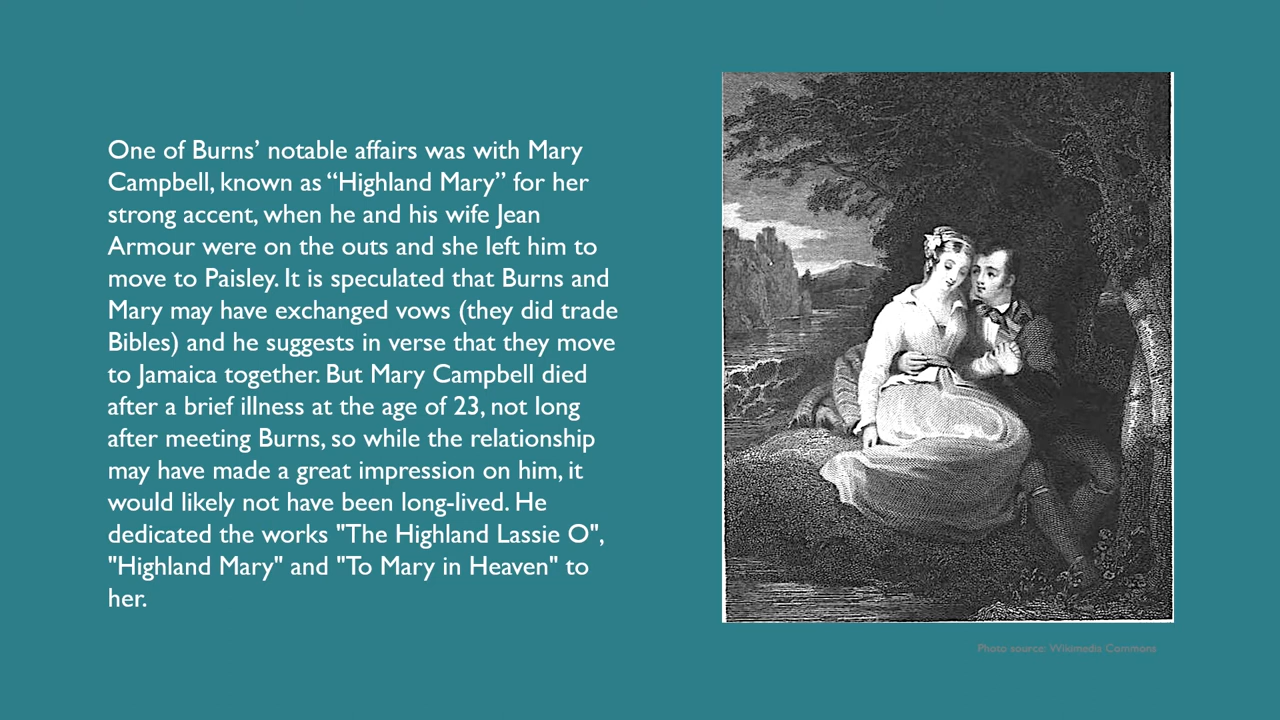 One of Burns’ notable affairs was with Mary
Campbell, known as “Highland Mary” for her
strong accent, when he and his wife Jean
Armour were on the outs and she left him to
move to Paisley. It is speculated that Burns and
Mary may have exchanged vows (they did trade
Bibles) and he suggests in verse that they move
to Jamaica together. But Mary Campbell died
after a brief illness at the age of 23, not long
after meeting Burns, so while the relationship
may have made a great impression on him, it
would likely not have been long-lived. He
dedicated the works "The Highland Lassie O",
"Highland Mary" and "To Mary in Heaven" to
her.
Photo source: Wikimedia Commons